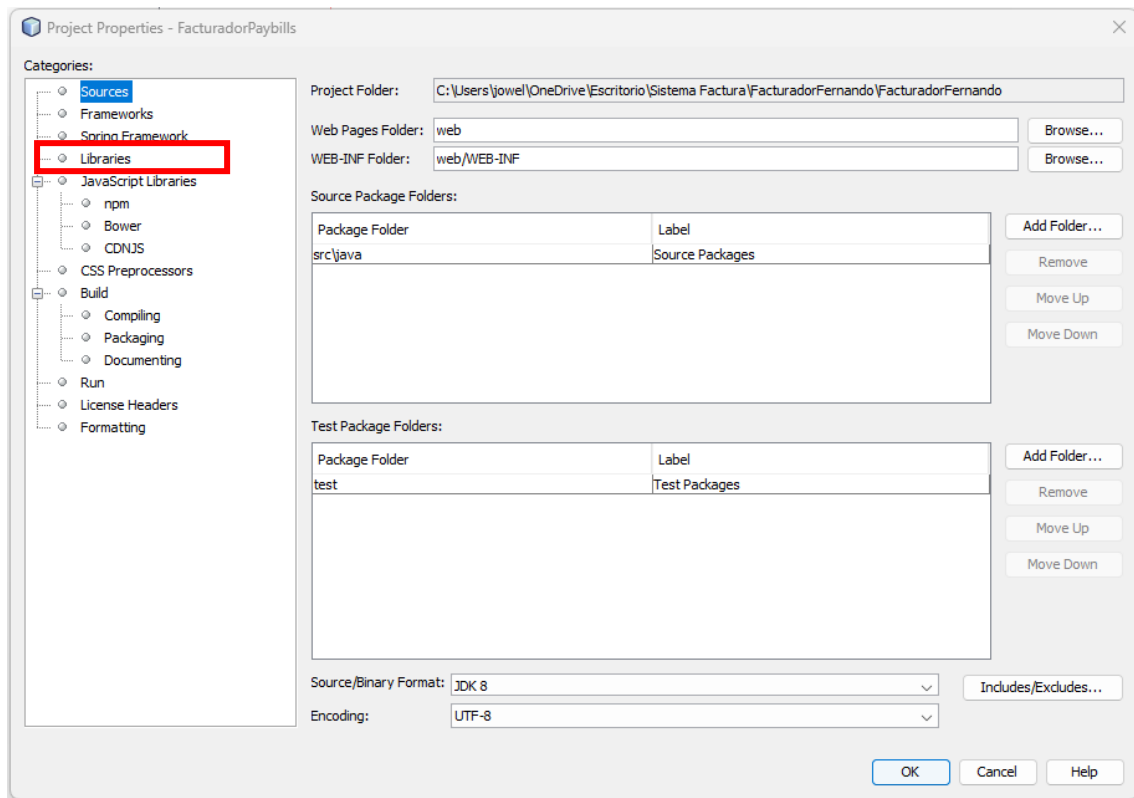 Project Properties - FacturadorPaybills
Categories:
Sources
Frameworks
Spring Framework
Libraries
JavaScript Libraries
npm
Bower
CDNJS
CSS Preprocessors
Build
Compiling
Packaging
Documenting
Run
License Headers
Formatting
Project Folder: C:\Users\jowel\OneDrive\Escritorio\Sistema Factura\FacturadorFernando\FacturadorFernando
Web Pages Folder: web Browse...
WEB-INF Folder: web/WEB-INF Browse...
Source Package Folders:
Package Folder Label
src\java Source Packages
Add Folder...
Remove
Move Up
Move Down
Test Package Folders:
Package Folder Label
test Test Packages
Add Folder...
Remove
Move Up
Move Down
Source/Binary Format: JDK 8 Includes/Excludes...
Encoding: UTF-8
OK Cancel Help